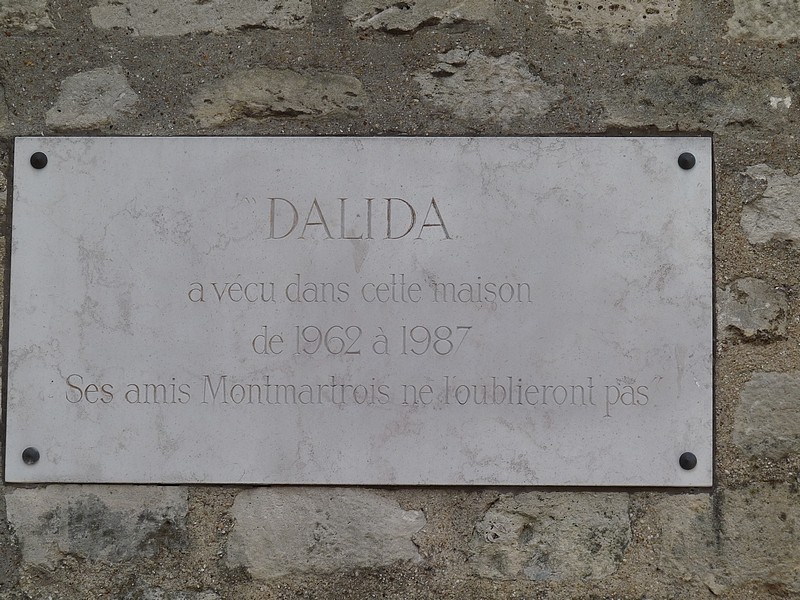 "DALIDA
a vécu dans cette maison
de 1962 à 1987
Ses amis Montmartrois ne l'oublieront pas"